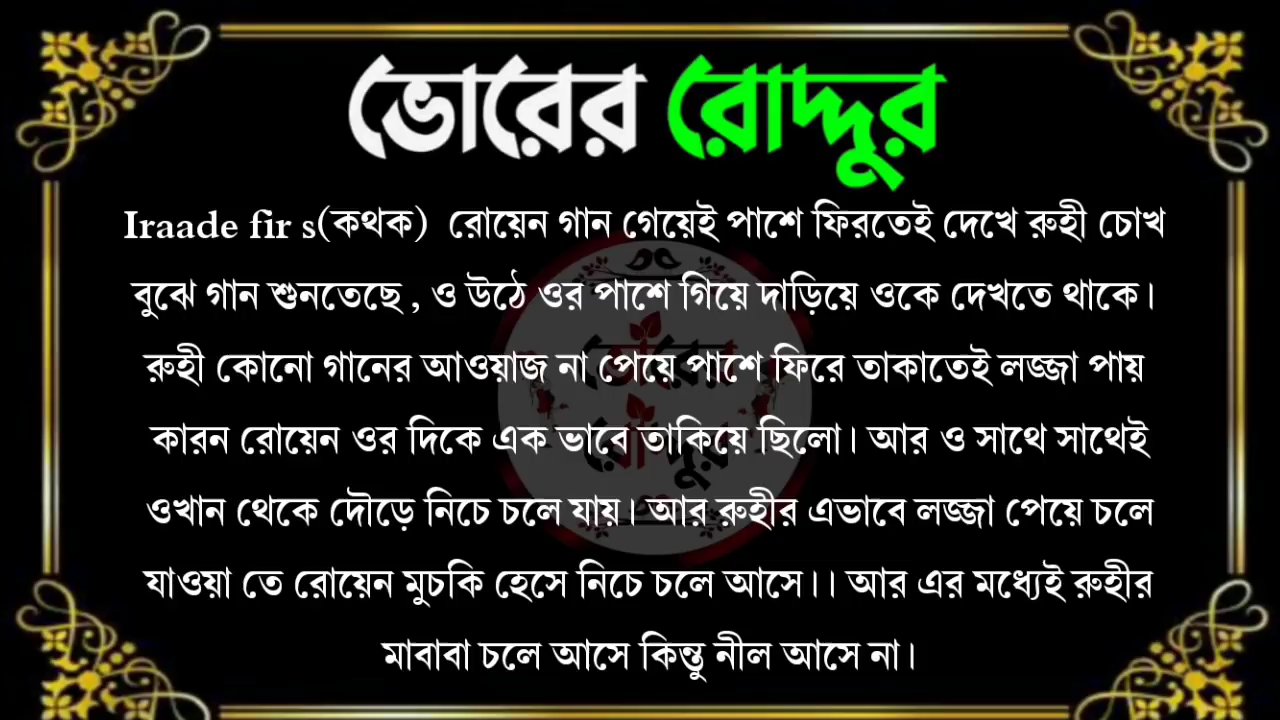 ভোরের রোদ্দুর
Iraade fir s(কথক) রোয়েন গান গেয়েই পাশে ফিরতেই দেখে রুহী চোখ
বুঝে গান শুনতেছে , ও উঠে ওর পাশে গিয়ে দাড়িয়ে ওকে দেখতে থাকে।
রুহী কোনো গানের আওয়াজ না পেয়ে পাশে ফিরে তাকাতেই লজ্জা পায়
কারন রোয়েন ওর দিকে এক ভাবে তাকিয়ে ছিলো। আর ও সাথে সাথেই
ওখান থেকে দৌড়ে নিচে চলে যায়। আর রুহীর এভাবে লজ্জা পেয়ে চলে
যাওয়া তে রোয়েন মুচকি হেসে নিচে চলে আসে।। আর এর মধ্যেই রুহীর
মাবাবা চলে আসে কিন্তু নীল আসে না।
ভোরের
রোদ্দুর